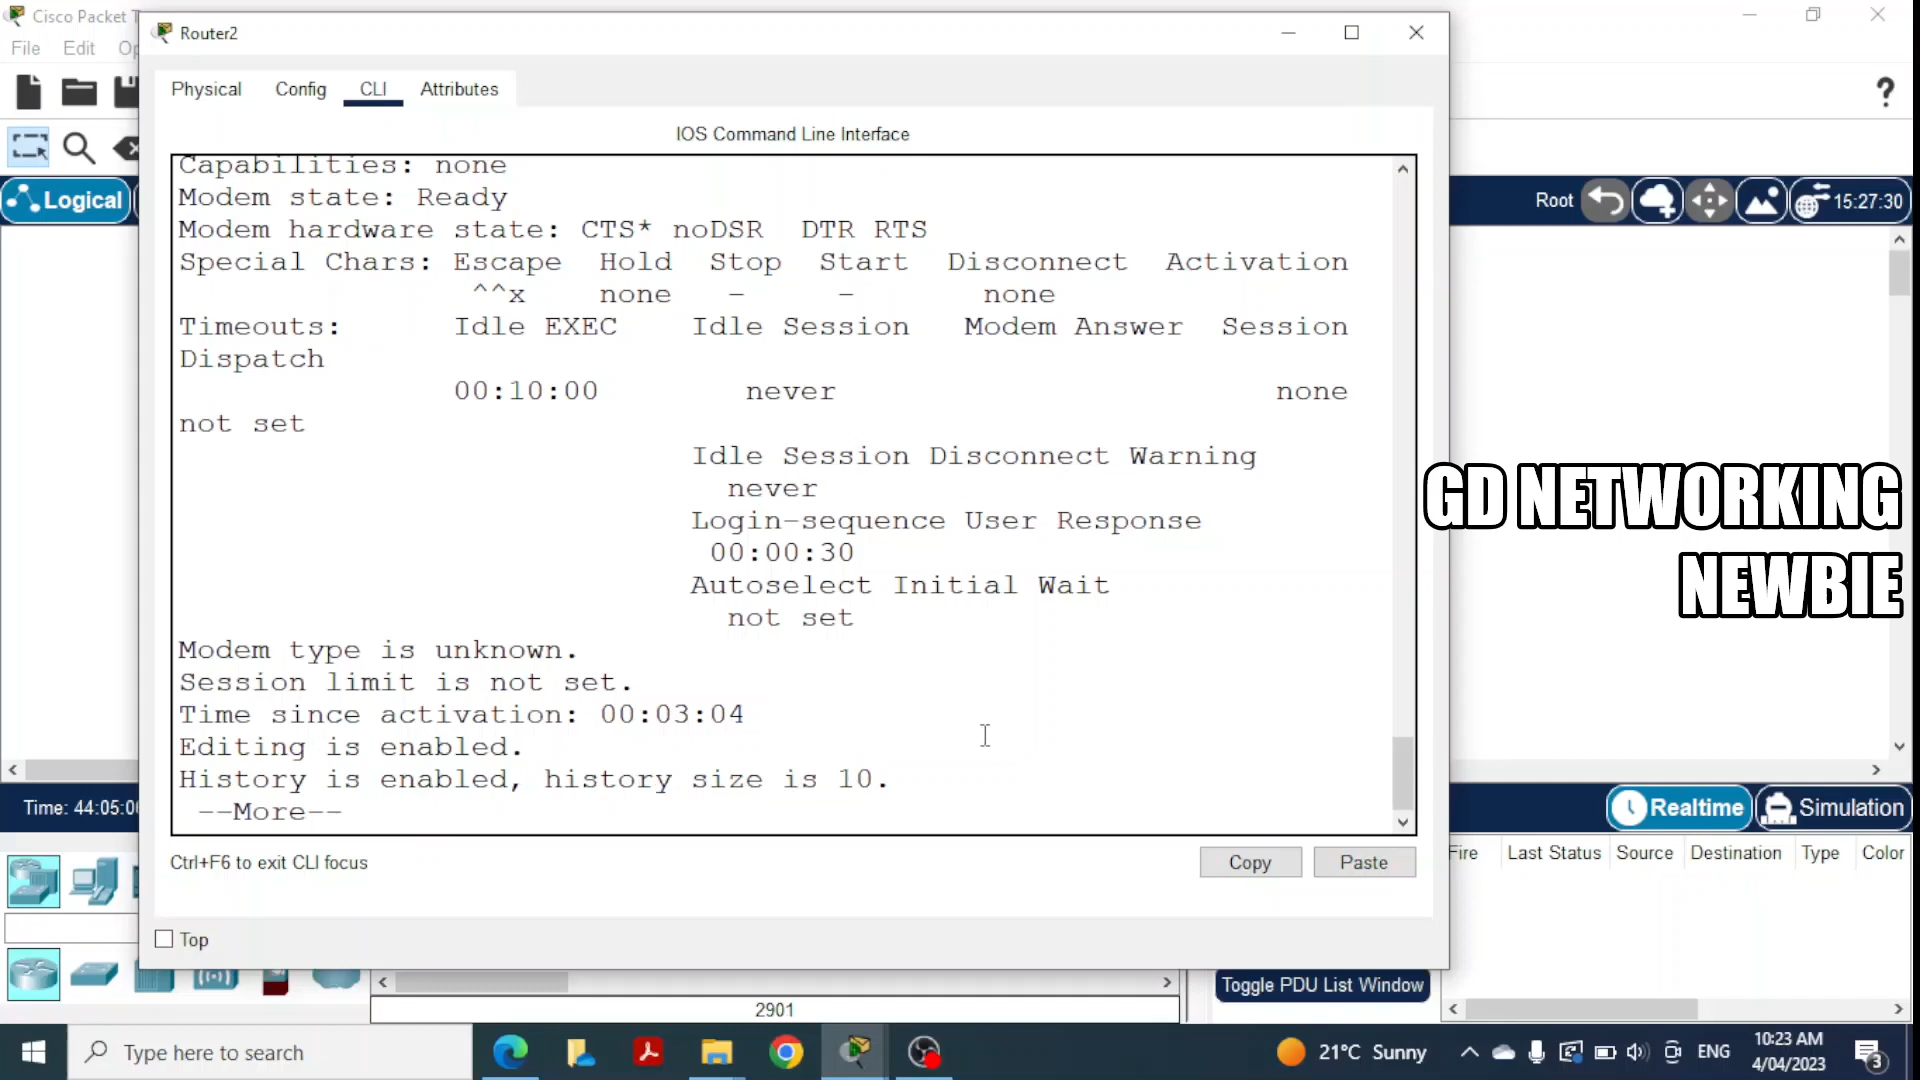 Cisco Packet T
Router2
File Edit Op
Physical Config CLI Attributes
IOS Command Line Interface
Logical
Root 15:27:30
Capabilities: none
Modem state: Ready
Modem hardware state: CTS* noDSR DTR RTS
Special Chars: Escape Hold Stop Start Disconnect Activation
^^x none - - none
Timeouts: Idle EXEC Idle Session Modem Answer Session
Dispatch
00:10:00 never none
not set
Idle Session Disconnect Warning
never
Login-sequence User Response
00:00:30
Autoselect Initial Wait
not set
Modem type is unknown.
Session limit is not set.
Time since activation: 00:03:04
Editing is enabled.
History is enabled, history size is 10.
--More--
GD NETWORKING
NEWBIE
Ctrl+F6 to exit CLI focus
Copy Paste
Top
Time: 44:05:0
Realtime Simulation
Fire Last Status Source Destination Type Color
Toggle PDU List Window
2901
Type here to search
21°C Sunny
ENG
10:23 AM
4/04/2023
3